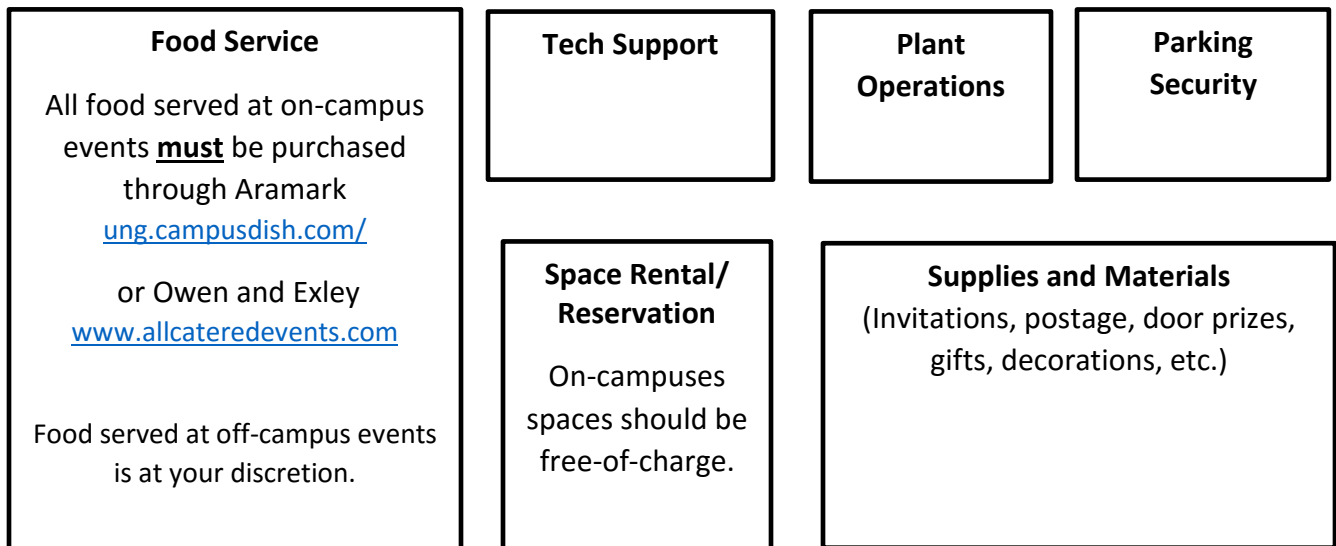 Food Service
All food served at on-campus
events must be purchased
through Aramark
ung.campusdish.com/
or Owen and Exley
www.allcateredevents.com
Food served at off-campus events
is at your discretion.
Tech Support
Plant
Operations
Parking
Security
Space Rental/
Reservation
On-campuses
spaces should be
free-of-charge.
Supplies and Materials
(Invitations, postage, door prizes,
gifts, decorations, etc.)